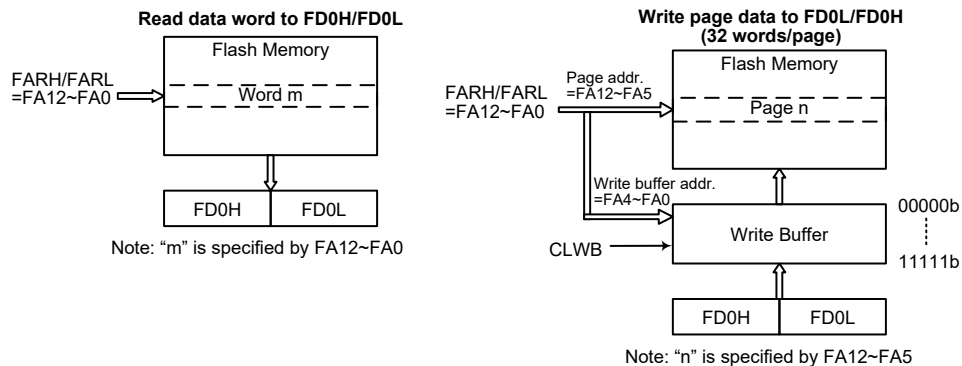 Read data word to FD0H/FD0L
Flash Memory
FARH/FARL
=FA12~FA0
Word m
FD0H FD0L
Note: “m” is specified by FA12~FA0
Write page data to FD0L/FD0H
(32 words/page)
Flash Memory
FARH/FARL
=FA12~FA0
Page addr.
=FA12~FA5
Page n
Write buffer addr.
=FA4~FA0
CLWB
Write Buffer
00000b
11111b
FD0H FD0L
Note: “n” is specified by FA12~FA5